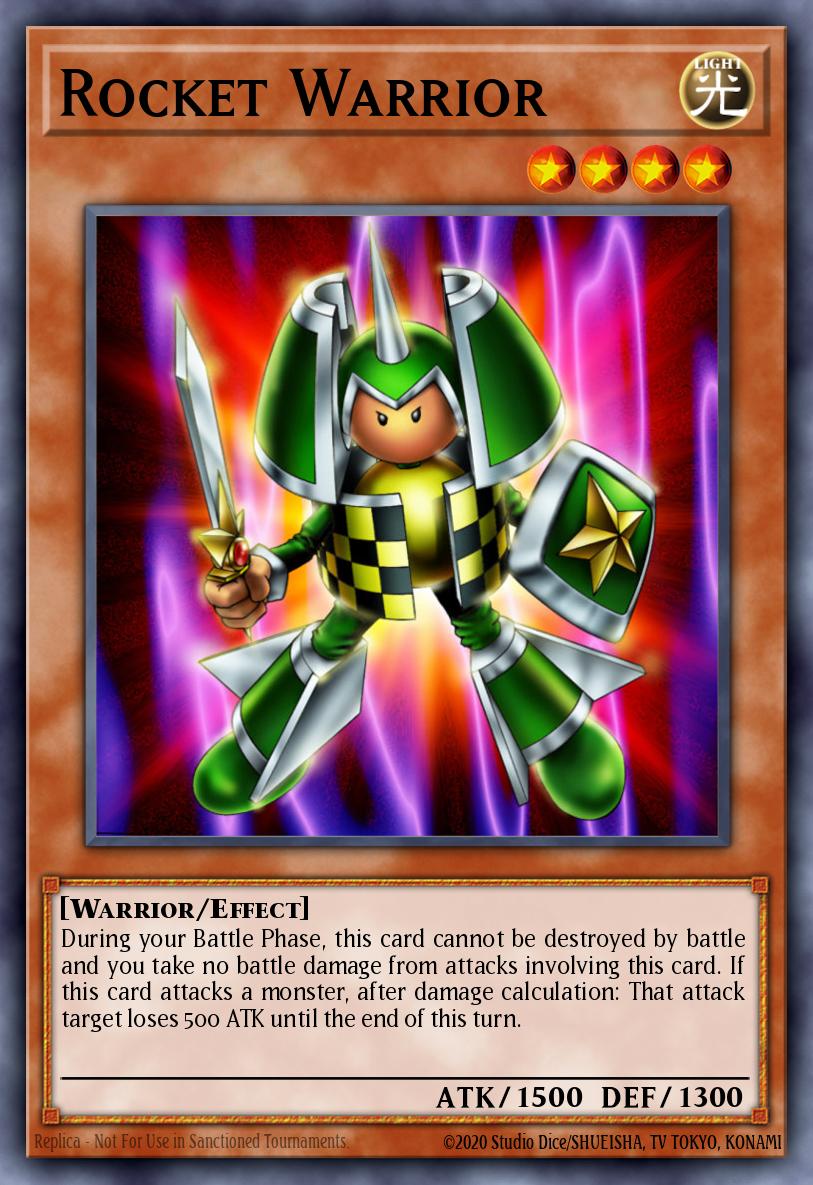 Rocket Warrior
LIGHT
光
[Warrior/Effect]
During your Battle Phase, this card cannot be destroyed by battle
and you take no battle damage from attacks involving this card. If
this card attacks a monster, after damage calculation: That attack
target loses 500 ATK until the end of this turn.
ATK/1500 DEF/1300
Replica - Not For Use in Sanctioned Tournaments.
©2020 Studio Dice/SHUEISHA, TV TOKYO, KONAMI